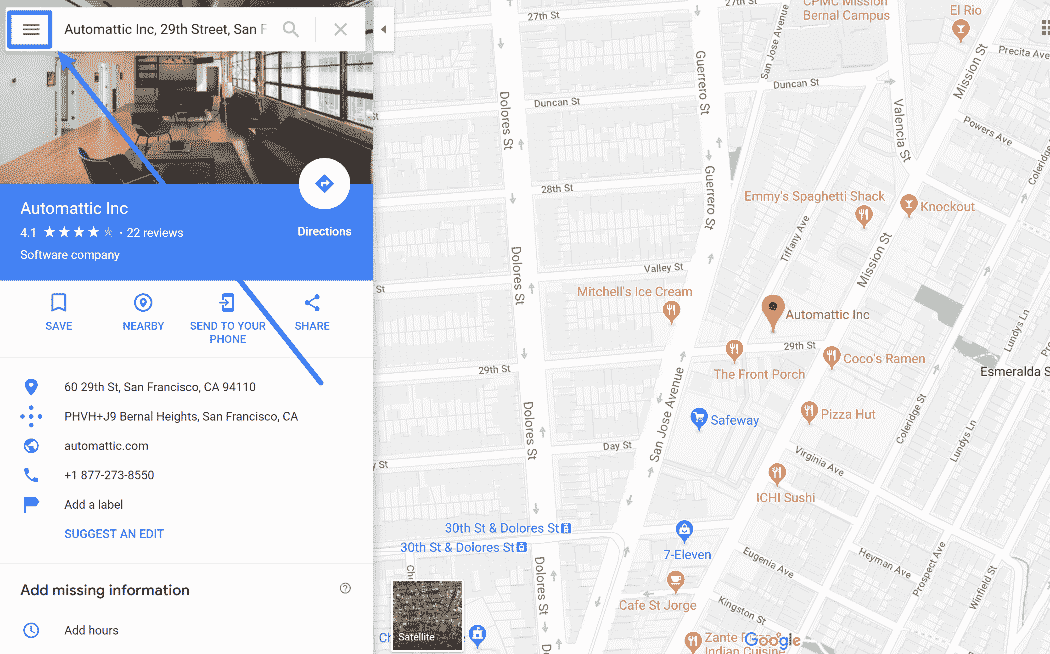 Automattic Inc, 29th Street, San F
Automattic Inc
4.1
· 22 reviews
Directions
Software company
SAVE
NEARBY
SEND TO YOUR
PHONE
SHARE
60 29th St, San Francisco, CA 94110
PHVH+J9 Bernal Heights, San Francisco, CA
automattic.com
+1 877-273-8550
Add a label
SUGGEST AN EDIT
Add missing information
Add hours
27th St
27th St
CPMC Mission
Bernal Campus
El Rio
Precita Ave
San Jose Ave
Mission St
Guerrero St
Dolores St
Duncan St
Duncan St
Valencia St
Powers Ave
Coleridge
28th St
Guerrero St
Emmy's Spaghetti Shack
Knockout
Tiffany Ave
Mission St
Valley St
Dolores St
Mitchell's Ice Cream
Automattic Inc
Lundys Ln
29th St
29th St
The Front Porch
Coco's Ramen
Esmeralda S
San Jose Avenue
Pizza Hut
Coleridge St
Safeway
Dolores St
Day St
y St
Lundys Ln
Virginia Ave
ICHI Sushi
30th St & Dolores St
30th St & Dolores St
7-Eleven
Dolores St
Eugenia Ave
Heyman Ave
Prospect Ave
Winfield St
Cafe St Jorge
Kingston St
Satellite
Zante
Indian Cuisine
Google